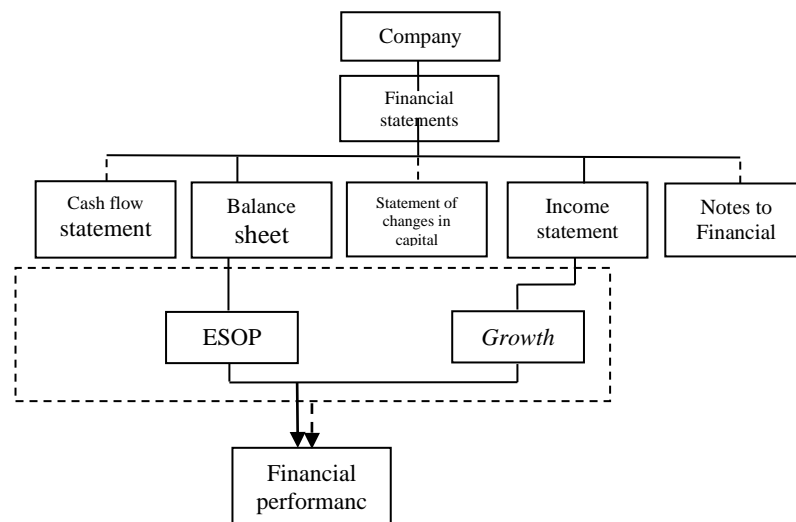 Company
Financial
statements
Cash flow
statement
Balance
sheet
Statement of
changes in
capital
Income
statement
Notes to
Financial
ESOP
Growth
Financial
performanc